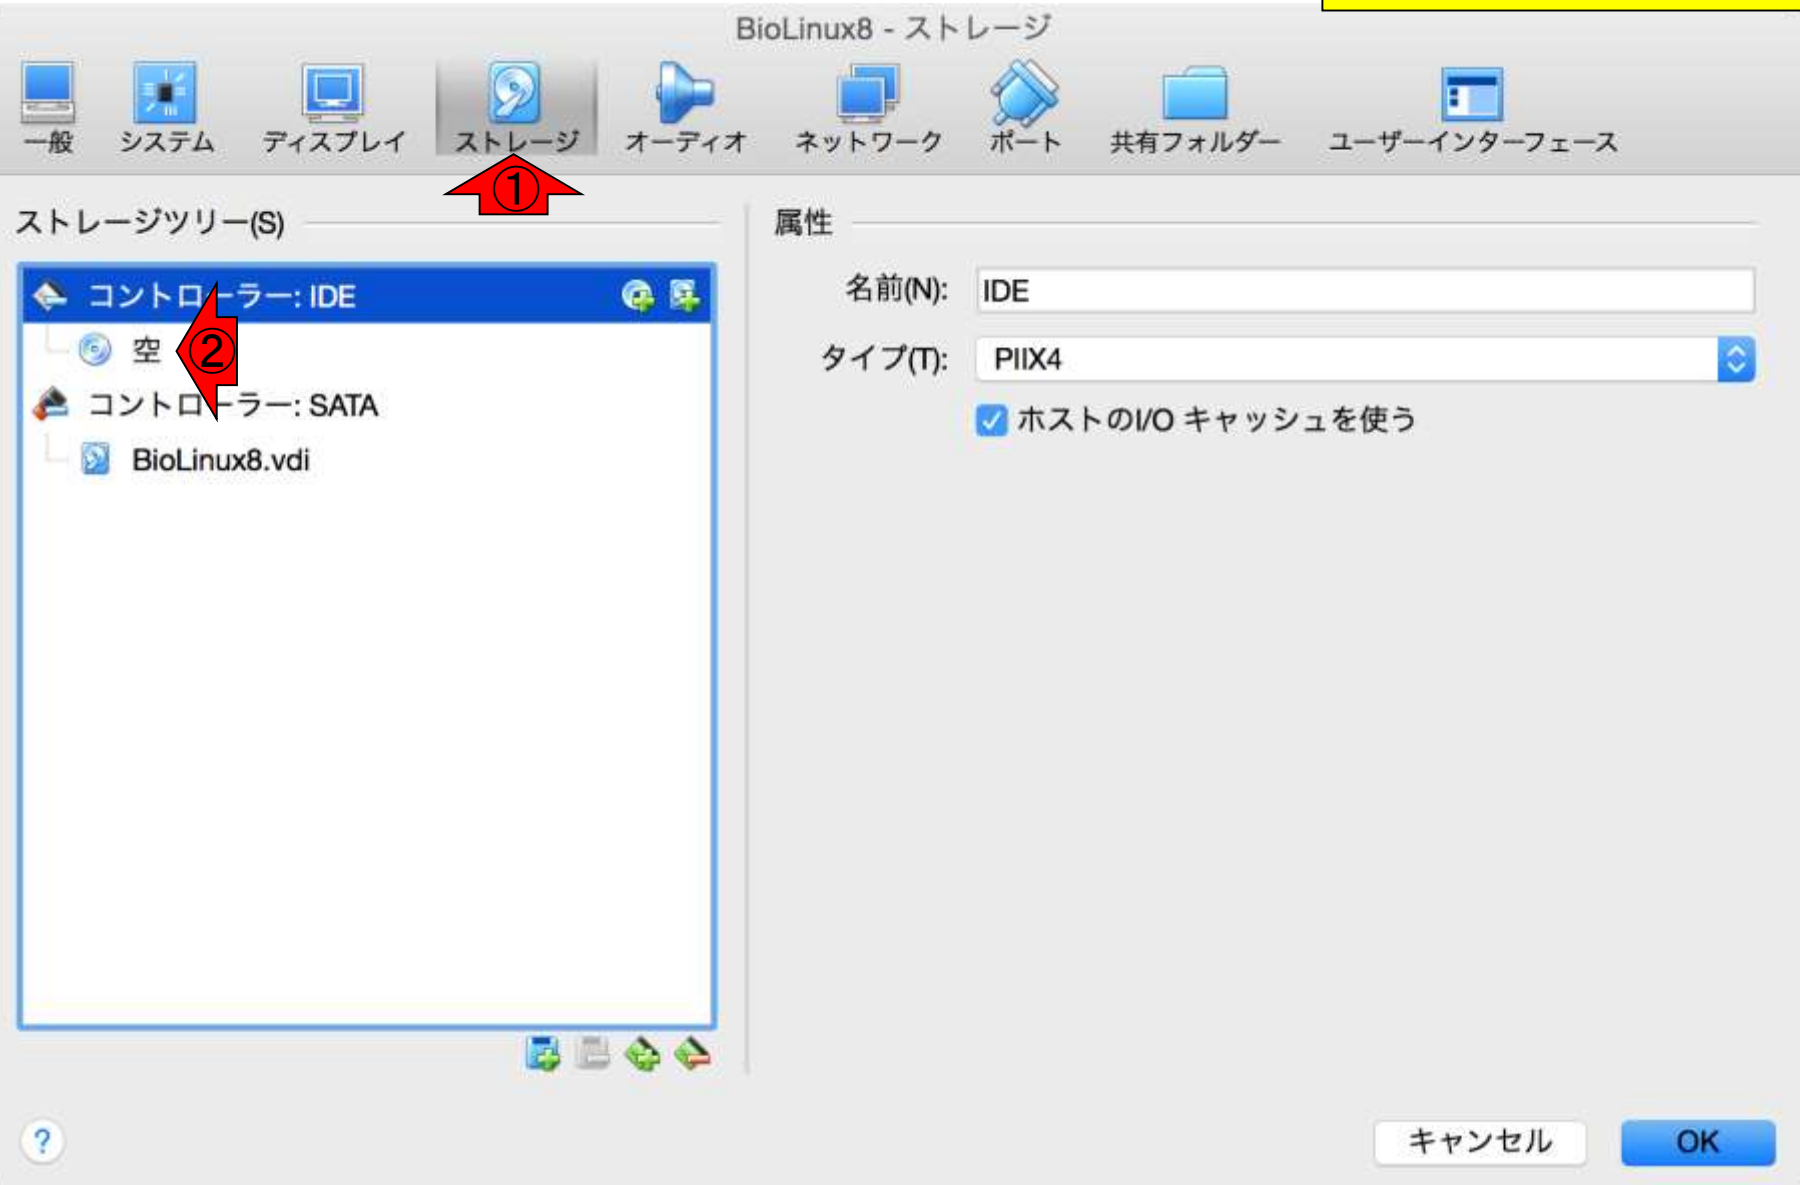 BioLinux8 - ストレージ
一般 システム ディスプレイ ストレージ オーディオ ネットワーク ポート 共有フォルダー ユーザーインターフェース
①
ストレージツリー(S)
コントローラー: IDE
空
②
コントローラー: SATA
BioLinux8.vdi
属性
名前(N): IDE
タイプ(T): PIIX4
ホストのI/O キャッシュを使う
?
キャンセル OK